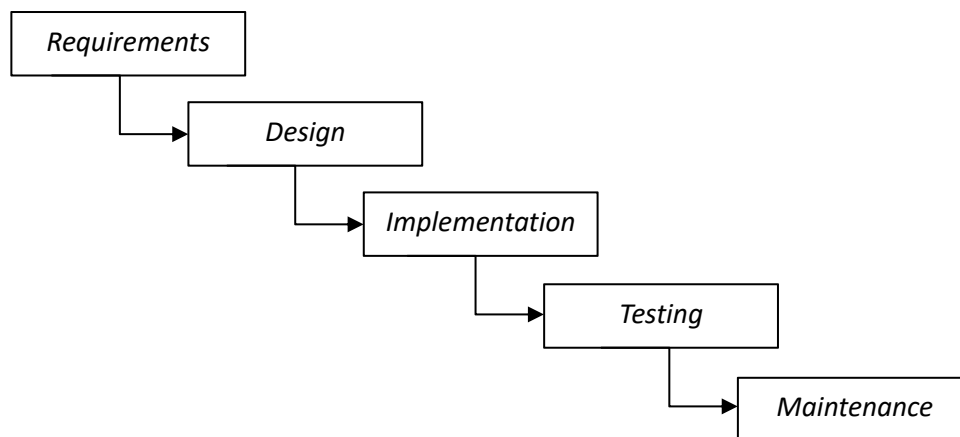 Requirements
Design
Implementation
Testing
Maintenance